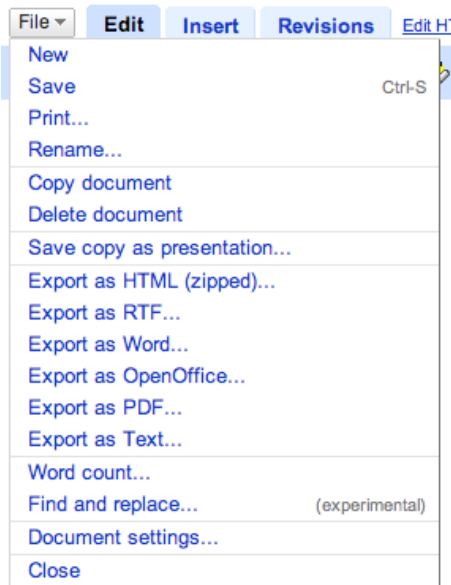 File Edit Insert Revisions Edit
New
Save Ctrl-S
Print...
Rename...
Copy document
Delete document
Save copy as presentation...
Export as HTML (zipped)...
Export as RTF...
Export as Word...
Export as OpenOffice...
Export as PDF...
Export as Text...
Word count...
Find and replace... (experimental)
Document settings...
Close